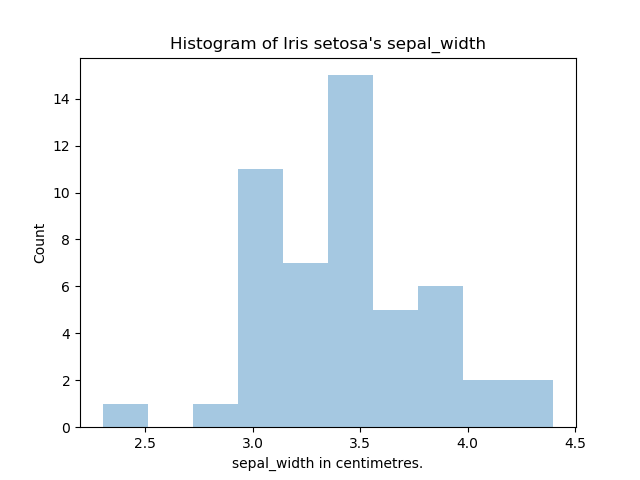 Histogram of Iris setosa's sepal_width
14
12
10
8
6
4
2
0
Count
2.5 3.0 3.5 4.0 4.5
sepal_width in centimetres.